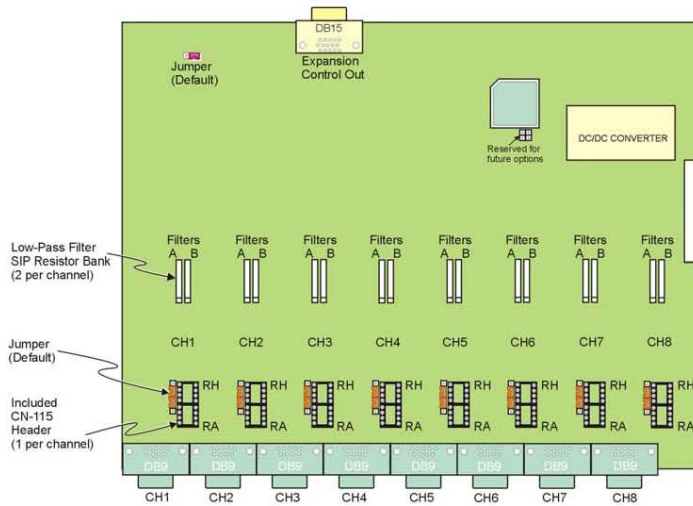 DB15
Expansion
Control Out
Jumper
(Default)
Reserved for
future options
DC/DC CONVERTER
Low-Pass Filter
SIP Resistor Bank
(2 per channel)
Filters Filters Filters Filters Filters Filters Filters Filters
A B A B A B A B A B A B A B A B
CH1 CH2 CH3 CH4 CH5 CH6 CH7 CH8
Jumper
(Default)
RH RH RH RH RH RH RH RH
Included
CN-115
Header
(1 per channel)
RA RA RA RA RA RA RA RA
DB9 DB9 DB9 DB9 DB9 DB9 DB9 DB9
CH1 CH2 CH3 CH4 CH5 CH6 CH7 CH8